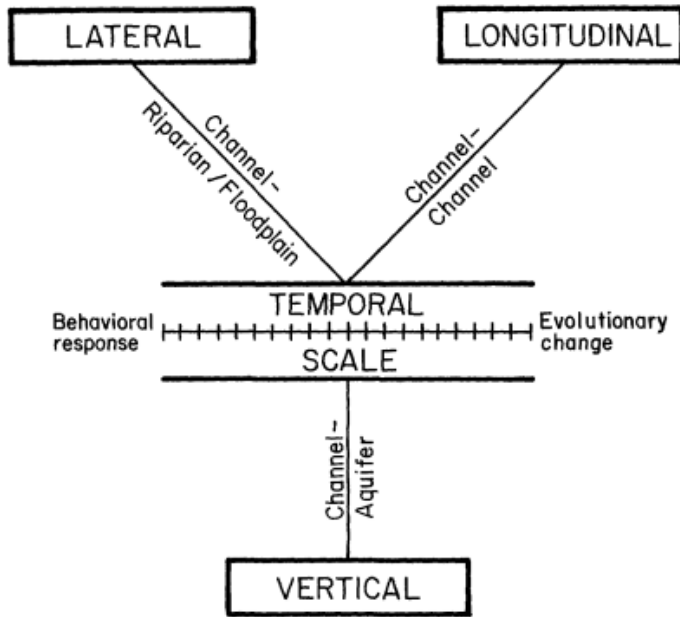 LATERAL
LONGITUDINAL
Channel-
Riparian/Floodplain
Channel-
Channel
TEMPORAL
Behavioral
response
Evolutionary
change
SCALE
Channel-
Aquifer
VERTICAL